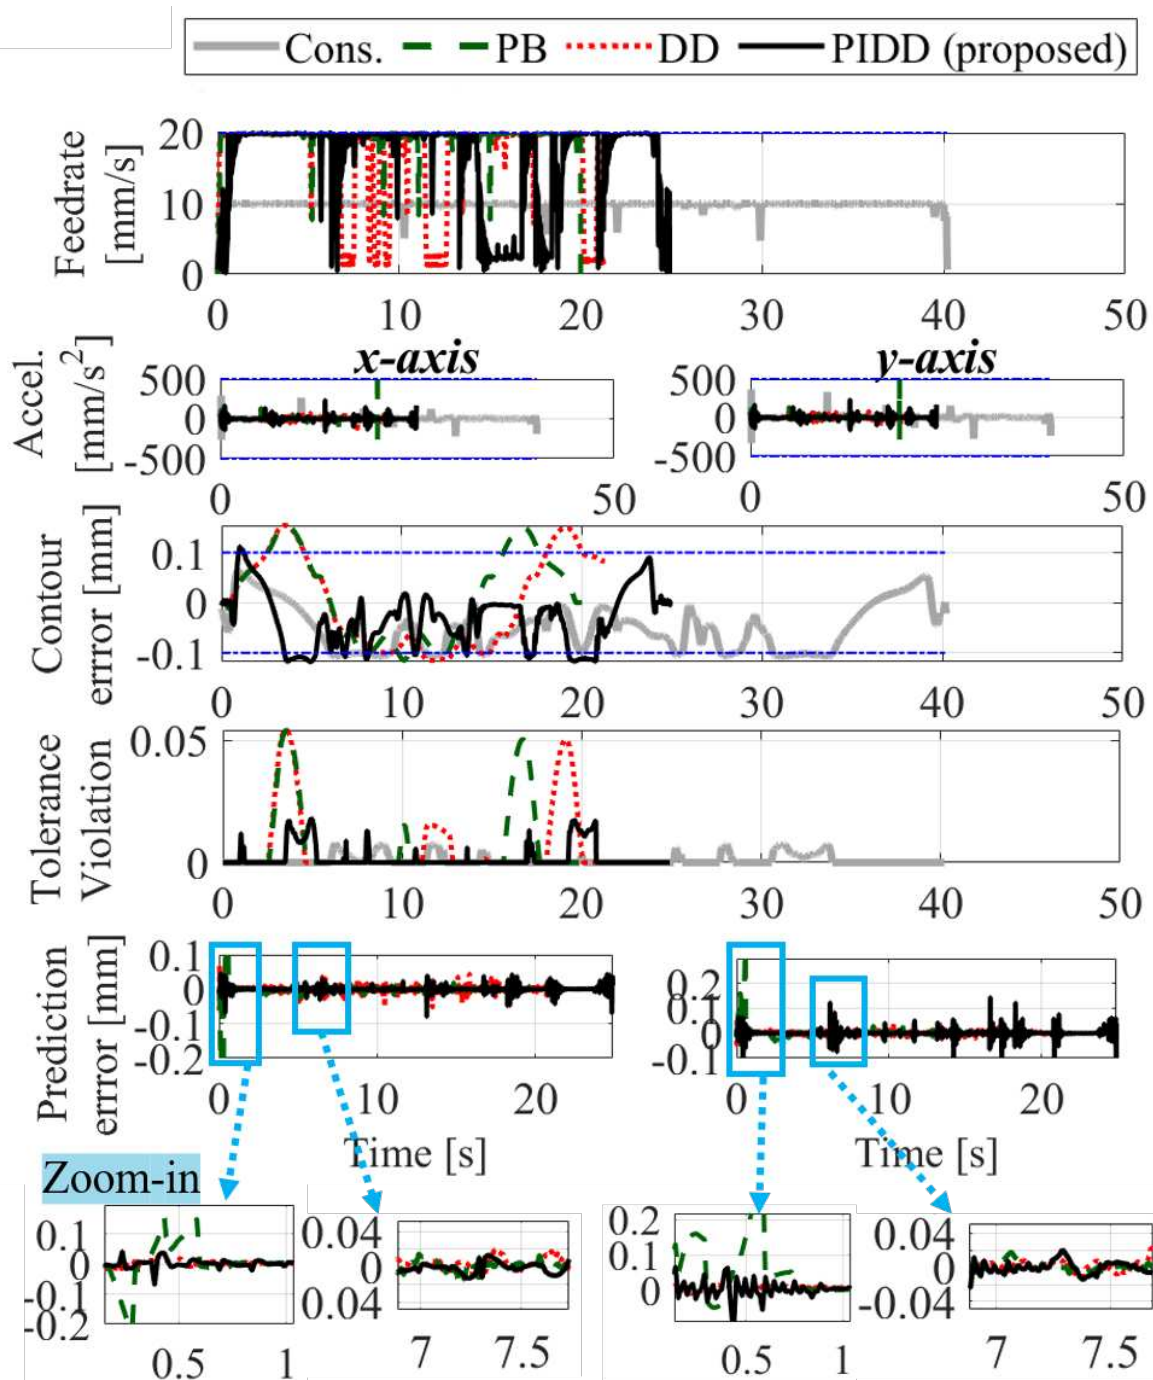 Cons. PB DD PIDD (proposed)
Feedrate
[mm/s]
20
10
0
0 10 20 30 40 50
Accel.
[mm/s²]
x-axis
500
0
-500
0 50
y-axis
500
0
-500
0 50
Contour
errror [mm]
0.1
0
-0.1
0 10 20 30 40 50
Tolerance
Violation
0.05
0
0 10 20 30 40 50
Prediction
errror [mm]
0.1
0
-0.1
-0.2
0 10 20
Time [s]
0.2
0.1
0
-0.1
0 10 20
Time [s]
Zoom-in
0.1
0
-0.1
-0.2
0.5 1
0.04
0
0.04
7 7.5
0.2
0.1
0
0.5 1
0.04
0
-0.04
7 7.5